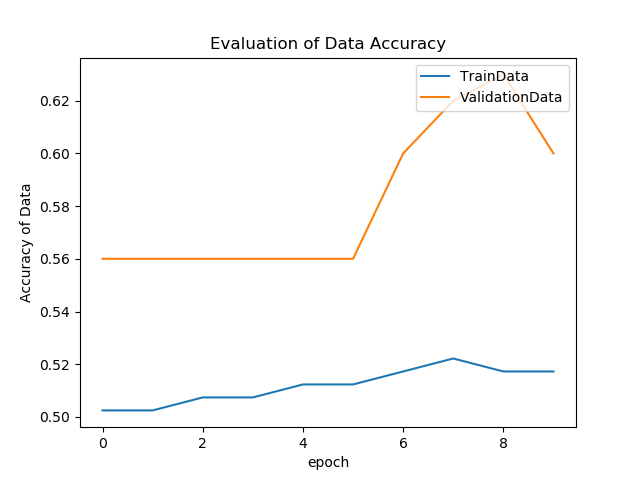 Evaluation of Data Accuracy
TrainData
ValidationData
Accuracy of Data
0.62
0.60
0.58
0.56
0.54
0.52
0.50
0 2 4 6 8
epoch